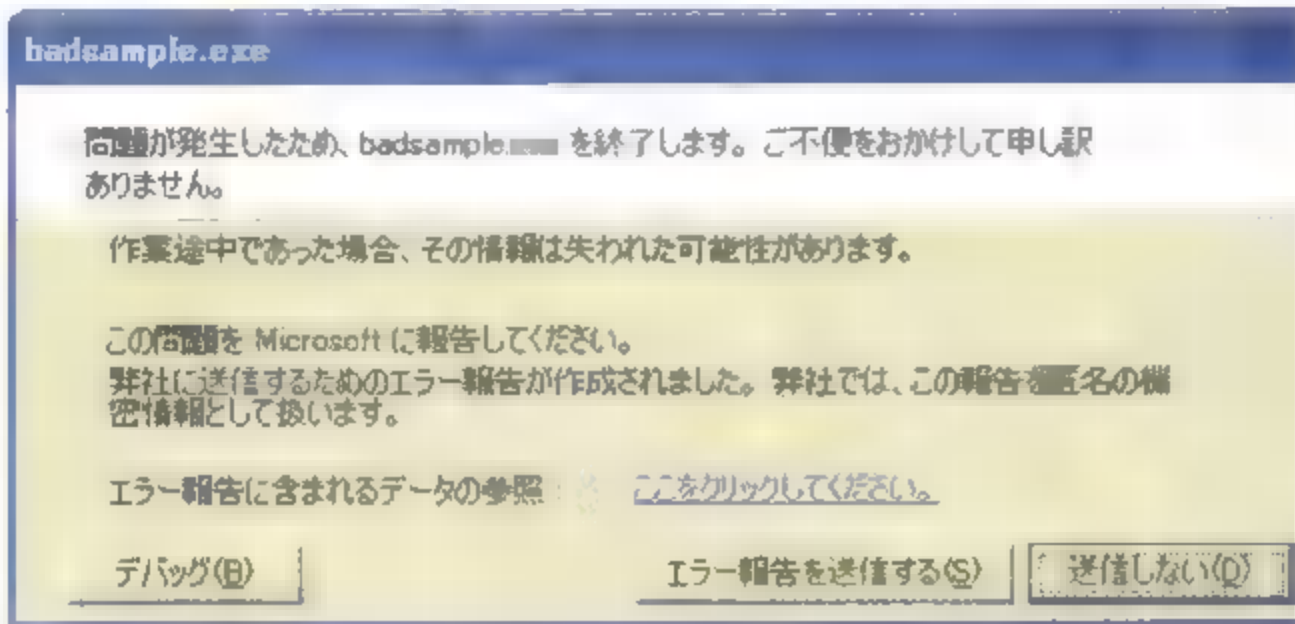 badsample.exe
問題が発生したため、badsample を終了します。ご不便をおかけして申し訳
ありません。
作業途中であった場合、その情報は失われた可能性があります。
この問題を Microsoft に報告してください。
弊社に送信するためのエラー報告が作成されました。弊社では、この報告を匿名の機
密情報として扱います。
エラー報告に含まれるデータの参照
ここをクリックしてください。
デバッグ(B)
エラー報告を送信する(S)
送信しない(D)